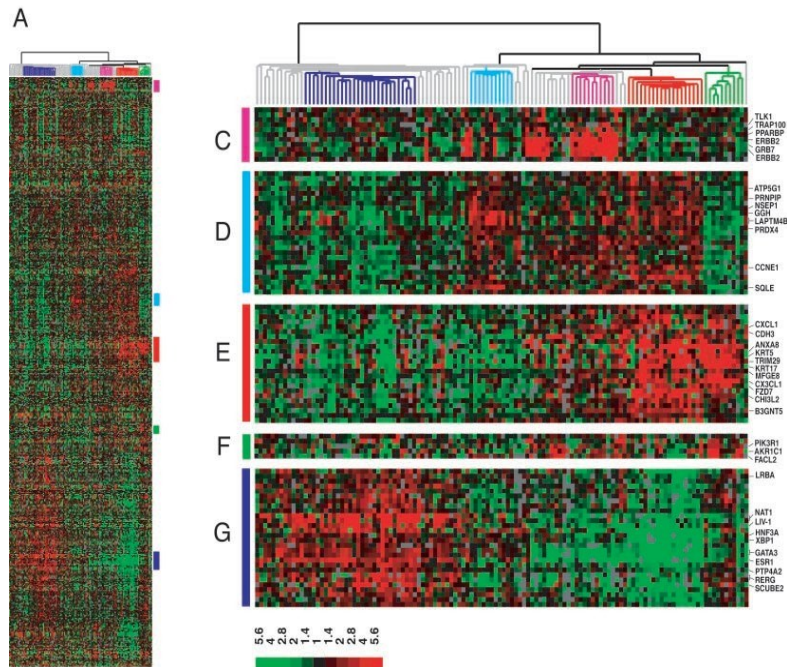 A
C
TLK1
TRAP100
PPARBP
ERBB2
GRB7
ERBB2
D
ATP5G1
PRNPIP
NSEP1
GGH
LAPTM4B
PRDX4
CCNE1
SQLE
E
CXCL1
CDH3
ANXA8
KRT5
TRIM29
KRT17
MFGE8
CX3CL1
FZD7
CHI3L2
B3GNT5
F
PIK3R1
AKR1C1
FACL2
G
LRBA
NAT1
LIV-1
HNF3A
XBP1
GATA3
ESR1
PTP4A2
RERG
SCUBE2
5.6 4 2.8 2 1.4 1 1.4 2 2.8 4 5.6